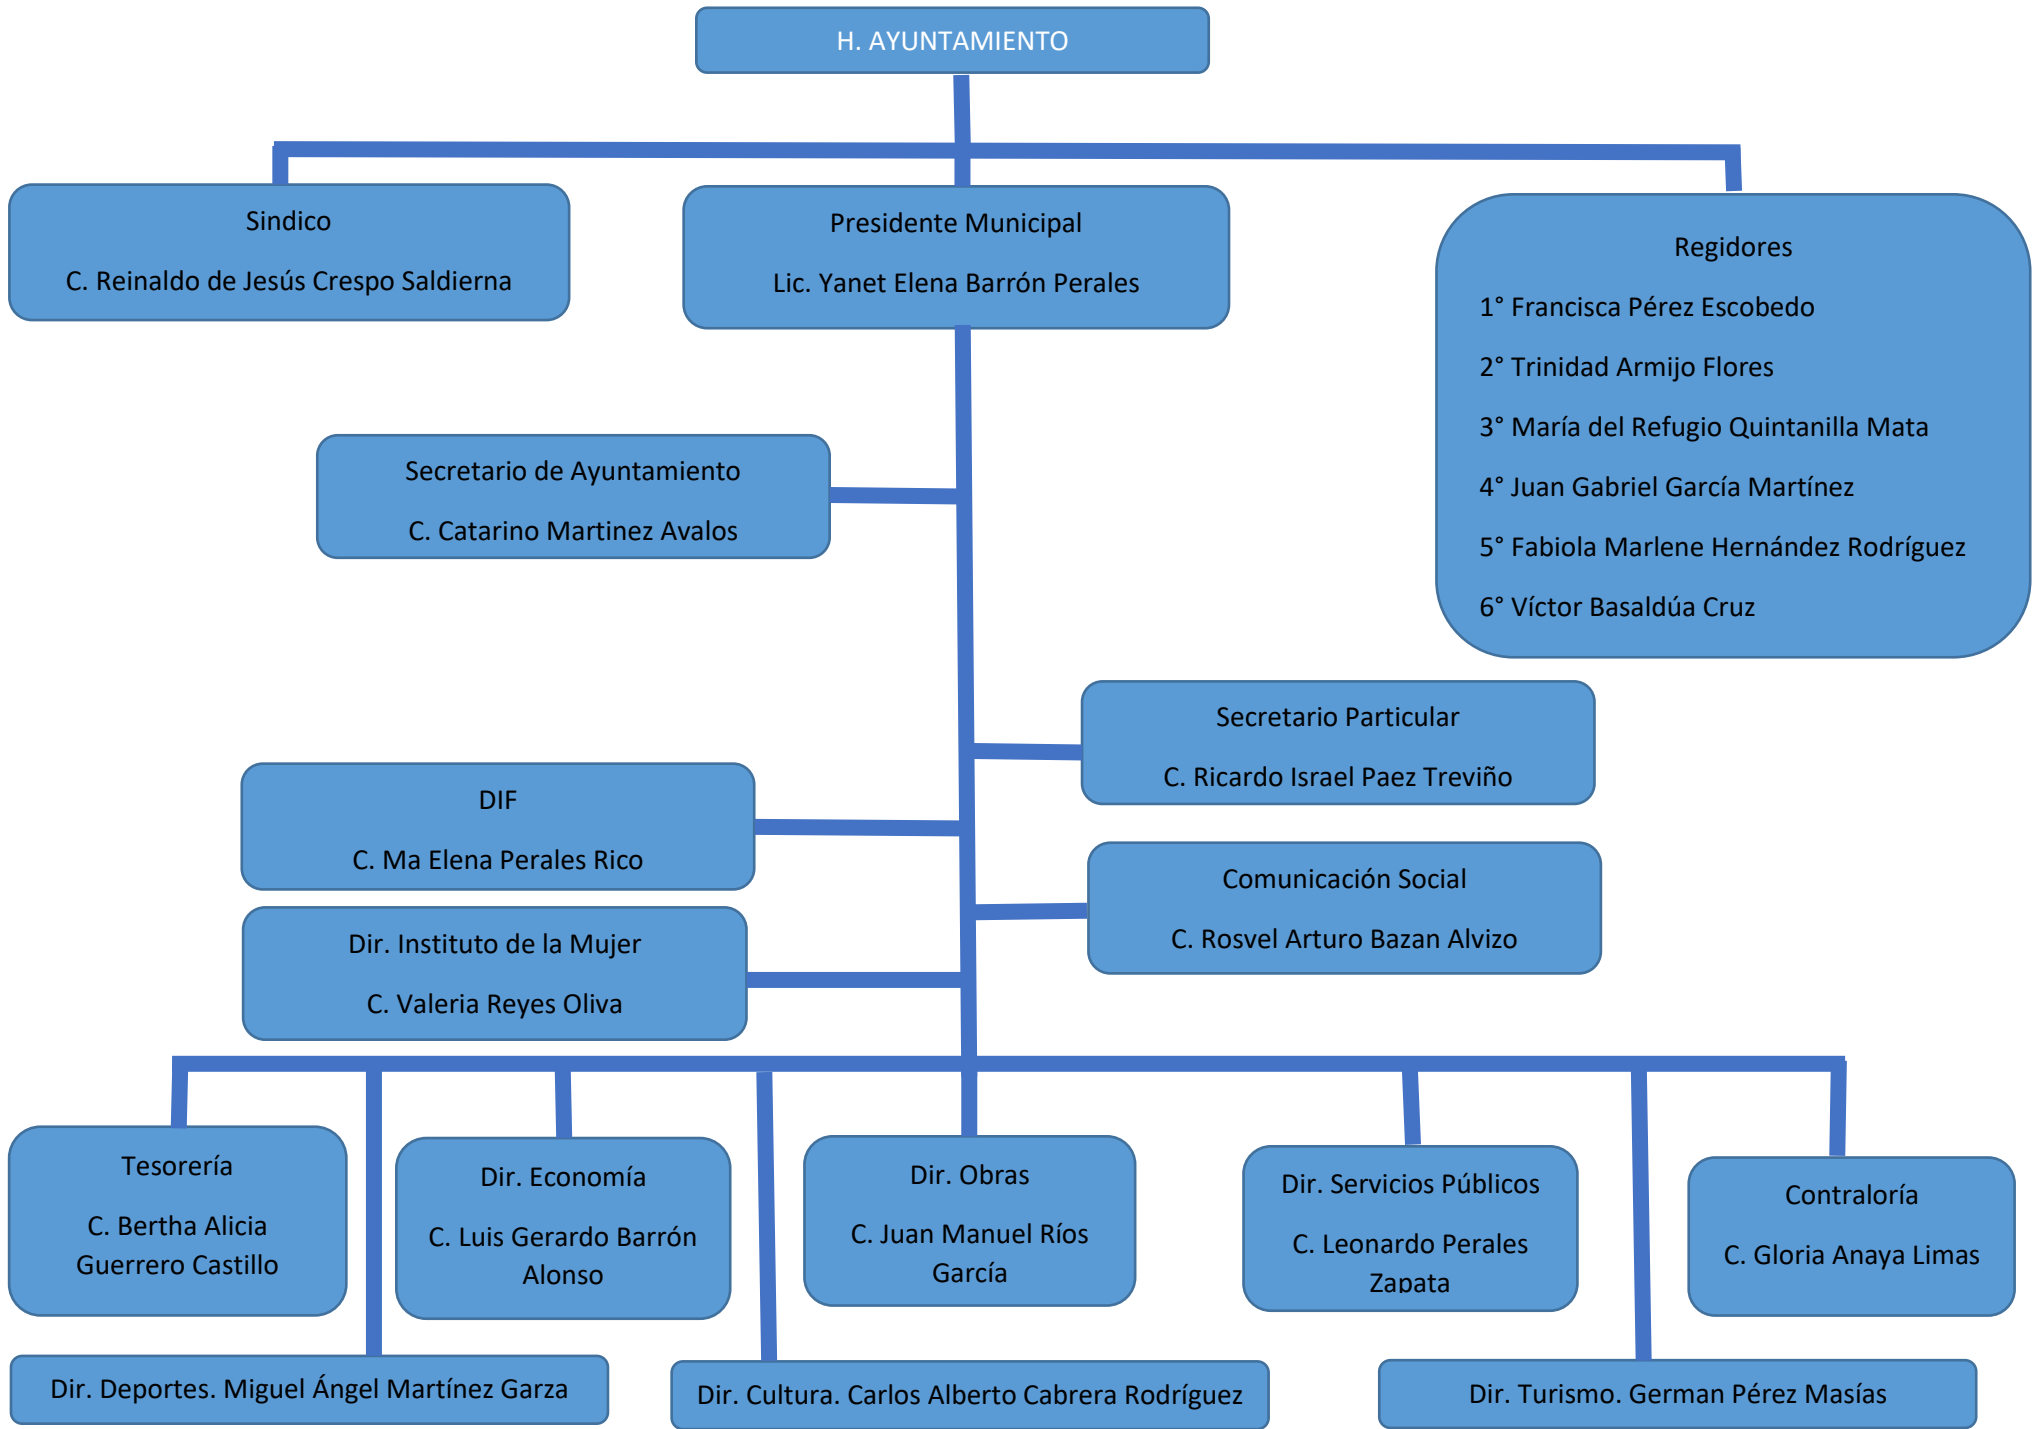 H. AYUNTAMIENTO
Sindico
C. Reinaldo de Jesús Crespo Saldierna
Presidente Municipal
Lic. Yanet Elena Barrón Perales
Regidores
1° Francisca Pérez Escobedo
2° Trinidad Armijo Flores
3° María del Refugio Quintanilla Mata
4° Juan Gabriel García Martínez
5° Fabiola Marlene Hernández Rodríguez
6° Víctor Basaldúa Cruz
Secretario de Ayuntamiento
C. Catarino Martinez Avalos
Secretario Particular
C. Ricardo Israel Paez Treviño
DIF
C. Ma Elena Perales Rico
Comunicación Social
C. Rosvel Arturo Bazan Alvizo
Dir. Instituto de la Mujer
C. Valeria Reyes Oliva
Tesorería
C. Bertha Alicia
Guerrero Castillo
Dir. Economía
C. Luis Gerardo Barrón
Alonso
Dir. Obras
C. Juan Manuel Ríos
García
Dir. Servicios Públicos
C. Leonardo Perales
Zapata
Contraloría
C. Gloria Anaya Limas
Dir. Deportes. Miguel Ángel Martínez Garza
Dir. Cultura. Carlos Alberto Cabrera Rodríguez
Dir. Turismo. German Pérez Masías